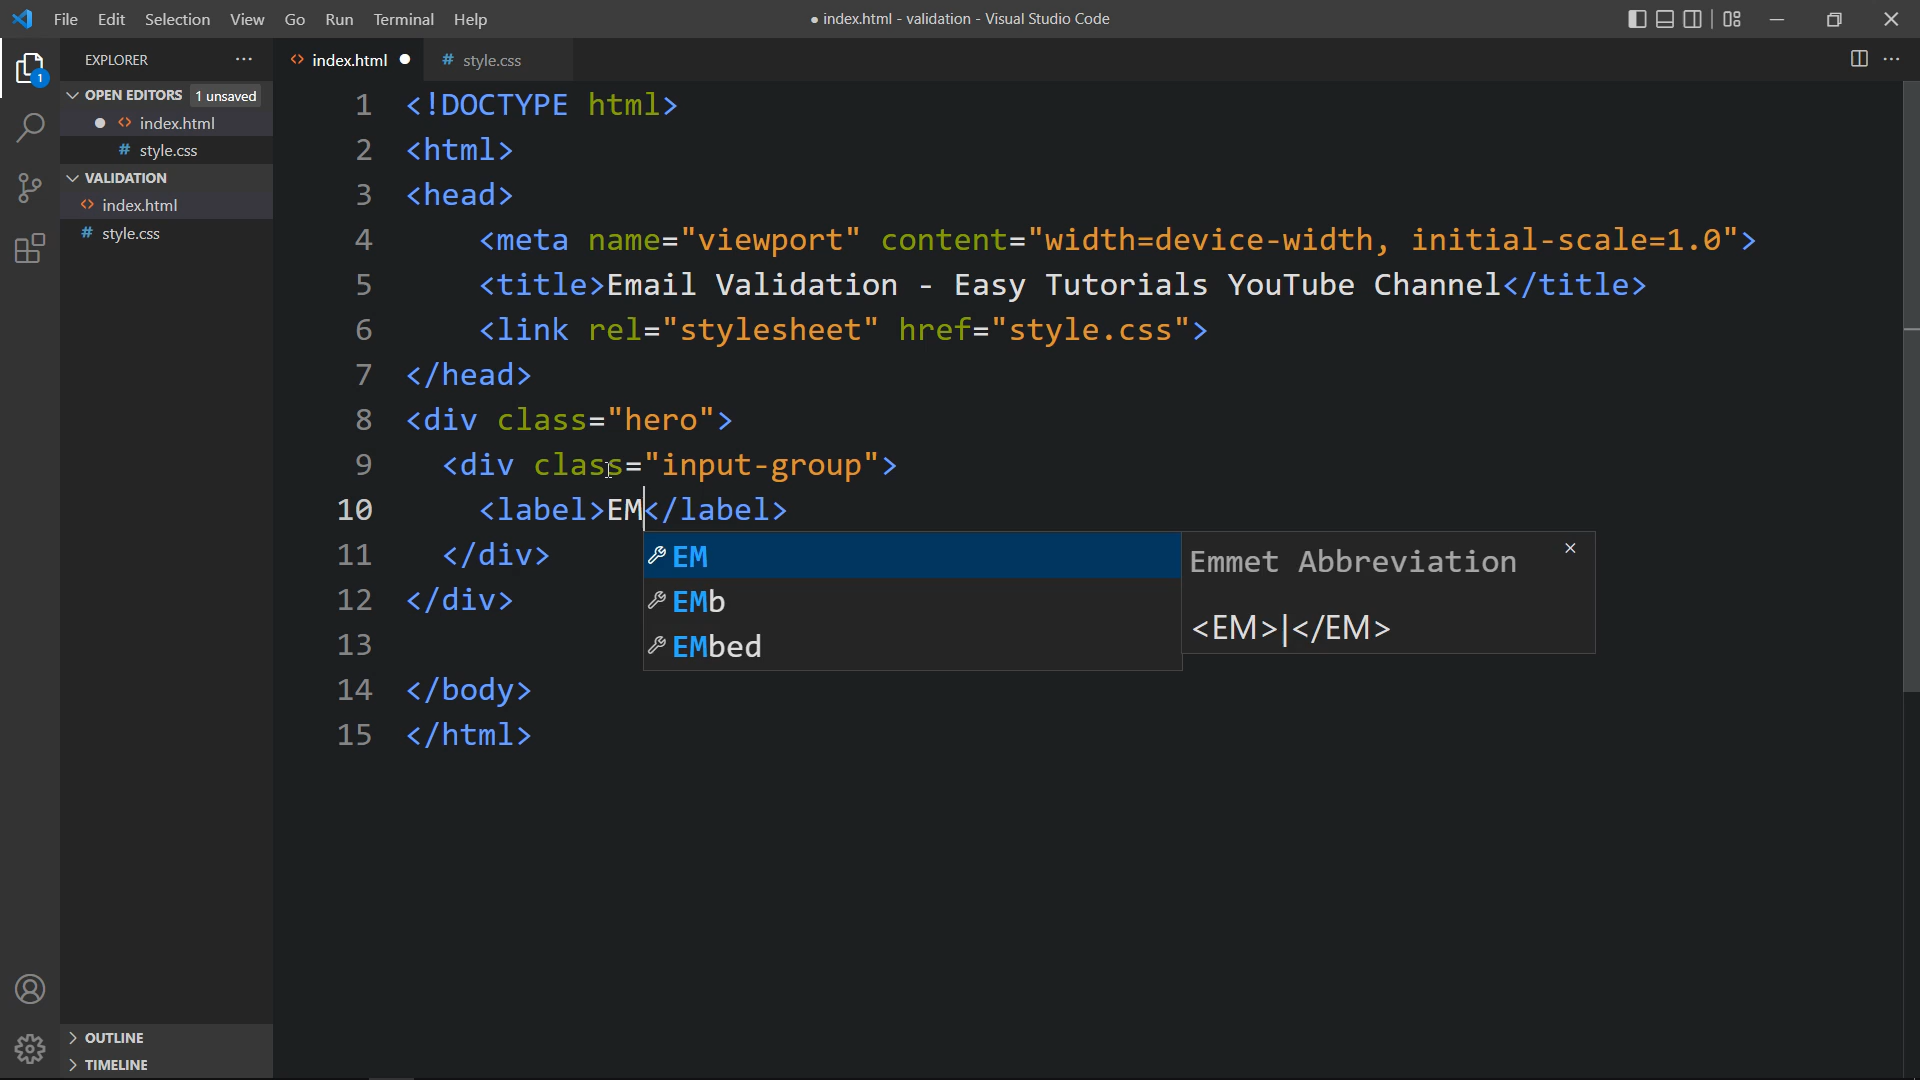 File Edit Selection View Go Run Terminal Help
● index.html - validation - Visual Studio Code
EXPLORER ···
index.html ●
# style.css
1
OPEN EDITORS 1 unsaved
● index.html
# style.css
VALIDATION
index.html
# style.css
OUTLINE
TIMELINE
1 <!DOCTYPE html>
2 <html>
3 <head>
4 <meta name="viewport" content="width=device-width, initial-scale=1.0">
5 <title>Email Validation - Easy Tutorials YouTube Channel</title>
6 <link rel="stylesheet" href="style.css">
7 </head>
8 <div class="hero">
9 <div class="input-group">
10 <label>EM</label>
11 </div>
12 </div>
13
14 </body>
15 </html>
EM
EMb
EMbed
Emmet Abbreviation
<EM>|</EM>